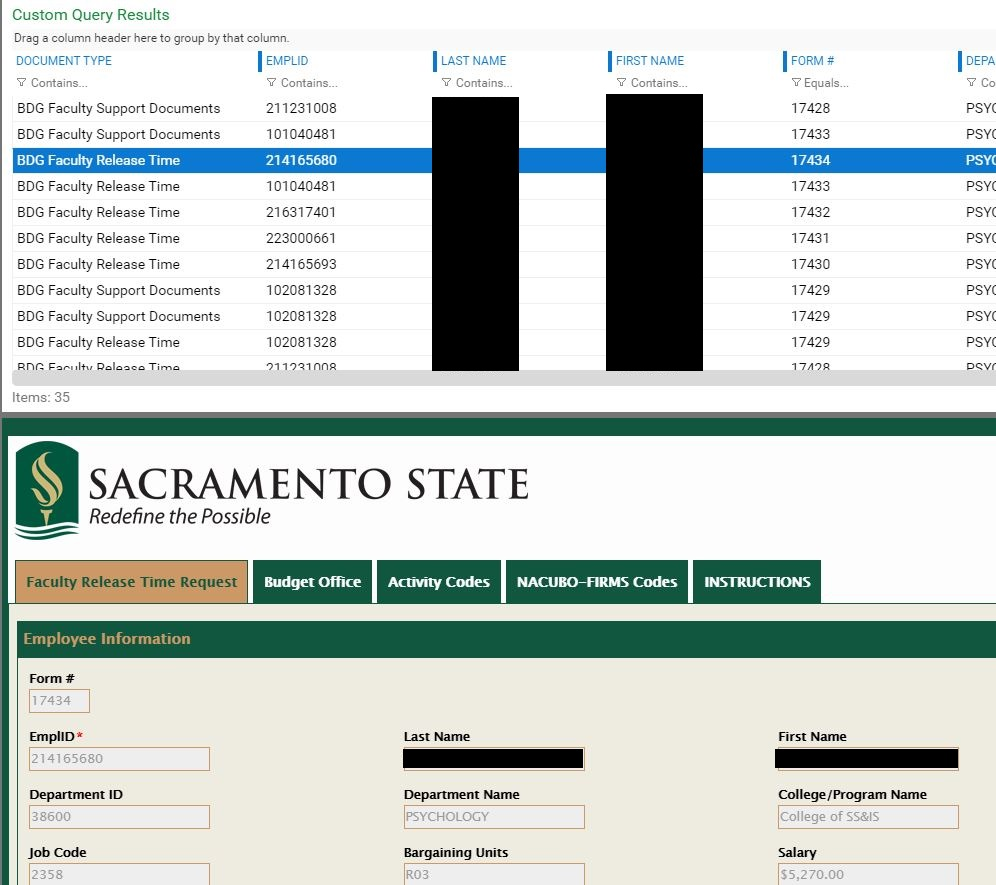 Custom Query Results
Drag a column header here to group by that column.
DOCUMENT TYPE EMPLID LAST NAME FIRST NAME FORM # DEPA
Contains... Contains... Contains... Contains... Equals... Co
BDG Faculty Support Documents 211231008 17428 PSYC
BDG Faculty Support Documents 101040481 17433 PSYC
BDG Faculty Release Time 214165680 17434 PSYC
BDG Faculty Release Time 101040481 17433 PSYC
BDG Faculty Release Time 216317401 17432 PSYC
BDG Faculty Release Time 223000661 17431 PSYC
BDG Faculty Release Time 214165693 17430 PSYC
BDG Faculty Support Documents 102081328 17429 PSYC
BDG Faculty Support Documents 102081328 17429 PSYC
BDG Faculty Release Time 102081328 17429 PSYC
BDG Faculty Release Time 211231008 17428 PSYC
Items: 35
SACRAMENTO STATE
Redefine the Possible
Faculty Release Time Request Budget Office Activity Codes NACUBO-FIRMS Codes INSTRUCTIONS
Employee Information
Form #
17434
EmplID* Last Name First Name
214165680
Department ID Department Name College/Program Name
38600 PSYCHOLOGY College of SS&IS
Job Code Bargaining Units Salary
2358 R03 $5,270.00